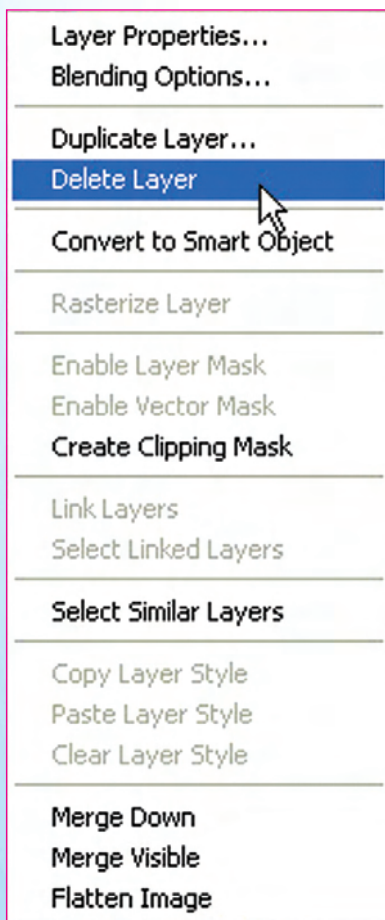 Layer Properties...
Blending Options...
Duplicate Layer...
Delete Layer
Convert to Smart Object
Rasterize Layer
Enable Layer Mask
Enable Vector Mask
Create Clipping Mask
Link Layers
Select Linked Layers
Select Similar Layers
Copy Layer Style
Paste Layer Style
Clear Layer Style
Merge Down
Merge Visible
Flatten Image